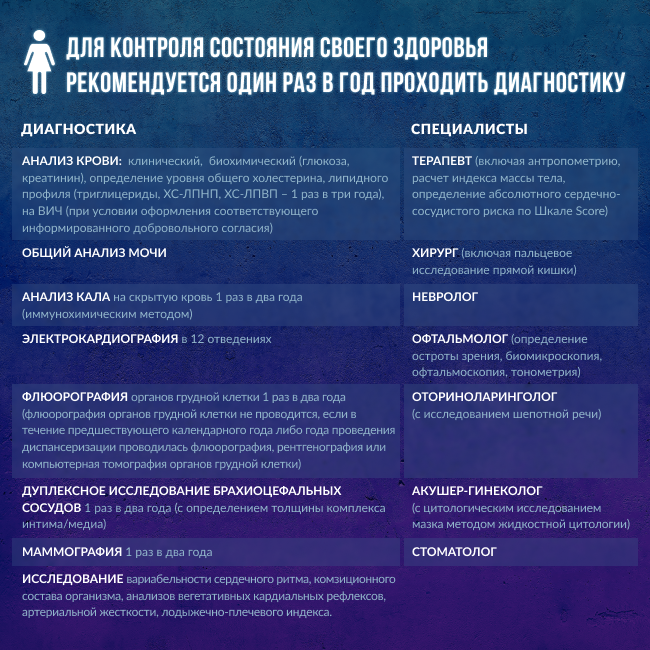 ДЛЯ КОНТРОЛЯ СОСТОЯНИЯ СВОЕГО ЗДОРОВЬЯ
РЕКОМЕНДУЕТСЯ ОДИН РАЗ В ГОД ПРОХОДИТЬ ДИАГНОСТИКУ
ДИАГНОСТИКА
АНАЛИЗ КРОВИ: клинический, биохимический (глюкоза,
креатинин), определение уровня общего холестерина, липидного
профиля (триглицериды, ХС-ЛПНП, ХС-ЛПВП – 1 раз в три года),
на ВИЧ (при условии оформления соответствующего
информированного добровольного согласия)
ОБЩИЙ АНАЛИЗ МОЧИ
АНАЛИЗ КАЛА на скрытую кровь 1 раз в два года
(иммунохимическим методом)
ЭЛЕКТРОКАРДИОГРАФИЯ в 12 отведениях
ФЛЮОРОГРАФИЯ органов грудной клетки 1 раз в два года
(флюорография органов грудной клетки не проводится, если в
течение предшествующего календарного года либо года проведения
диспансеризации проводилась флюорография, рентгенография или
компьютерная томография органов грудной клетки)
ДУПЛЕКСНОЕ ИССЛЕДОВАНИЕ БРАХИОЦЕФАЛЬНЫХ
СОСУДОВ 1 раз в два года (с определением толщины комплекса
интима/медиа)
МАММОГРАФИЯ 1 раз в два года
ИССЛЕДОВАНИЕ вариабельности сердечного ритма, комзиционного
состава организма, анализов вегетативных кардиальных рефлексов,
артериальной жесткости, лодыжечно-плечевого индекса.
СПЕЦИАЛИСТЫ
ТЕРАПЕВТ (включая антропометрию,
расчет индекса массы тела,
определение абсолютного сердечно-
сосудистого риска по Шкале Score)
ХИРУРГ (включая пальцевое
исследование прямой кишки)
НЕВРОЛОГ
ОФТАЛЬМОЛОГ (определение
остроты зрения, биомикроскопия,
офтальмоскопия, тонометрия)
ОТОРИНОЛАРИНГОЛОГ
(с исследованием шепотной речи)
АКУШЕР-ГИНЕКОЛОГ
(с цитологическим исследованием
мазка методом жидкостной цитологии)
СТОМАТОЛОГ